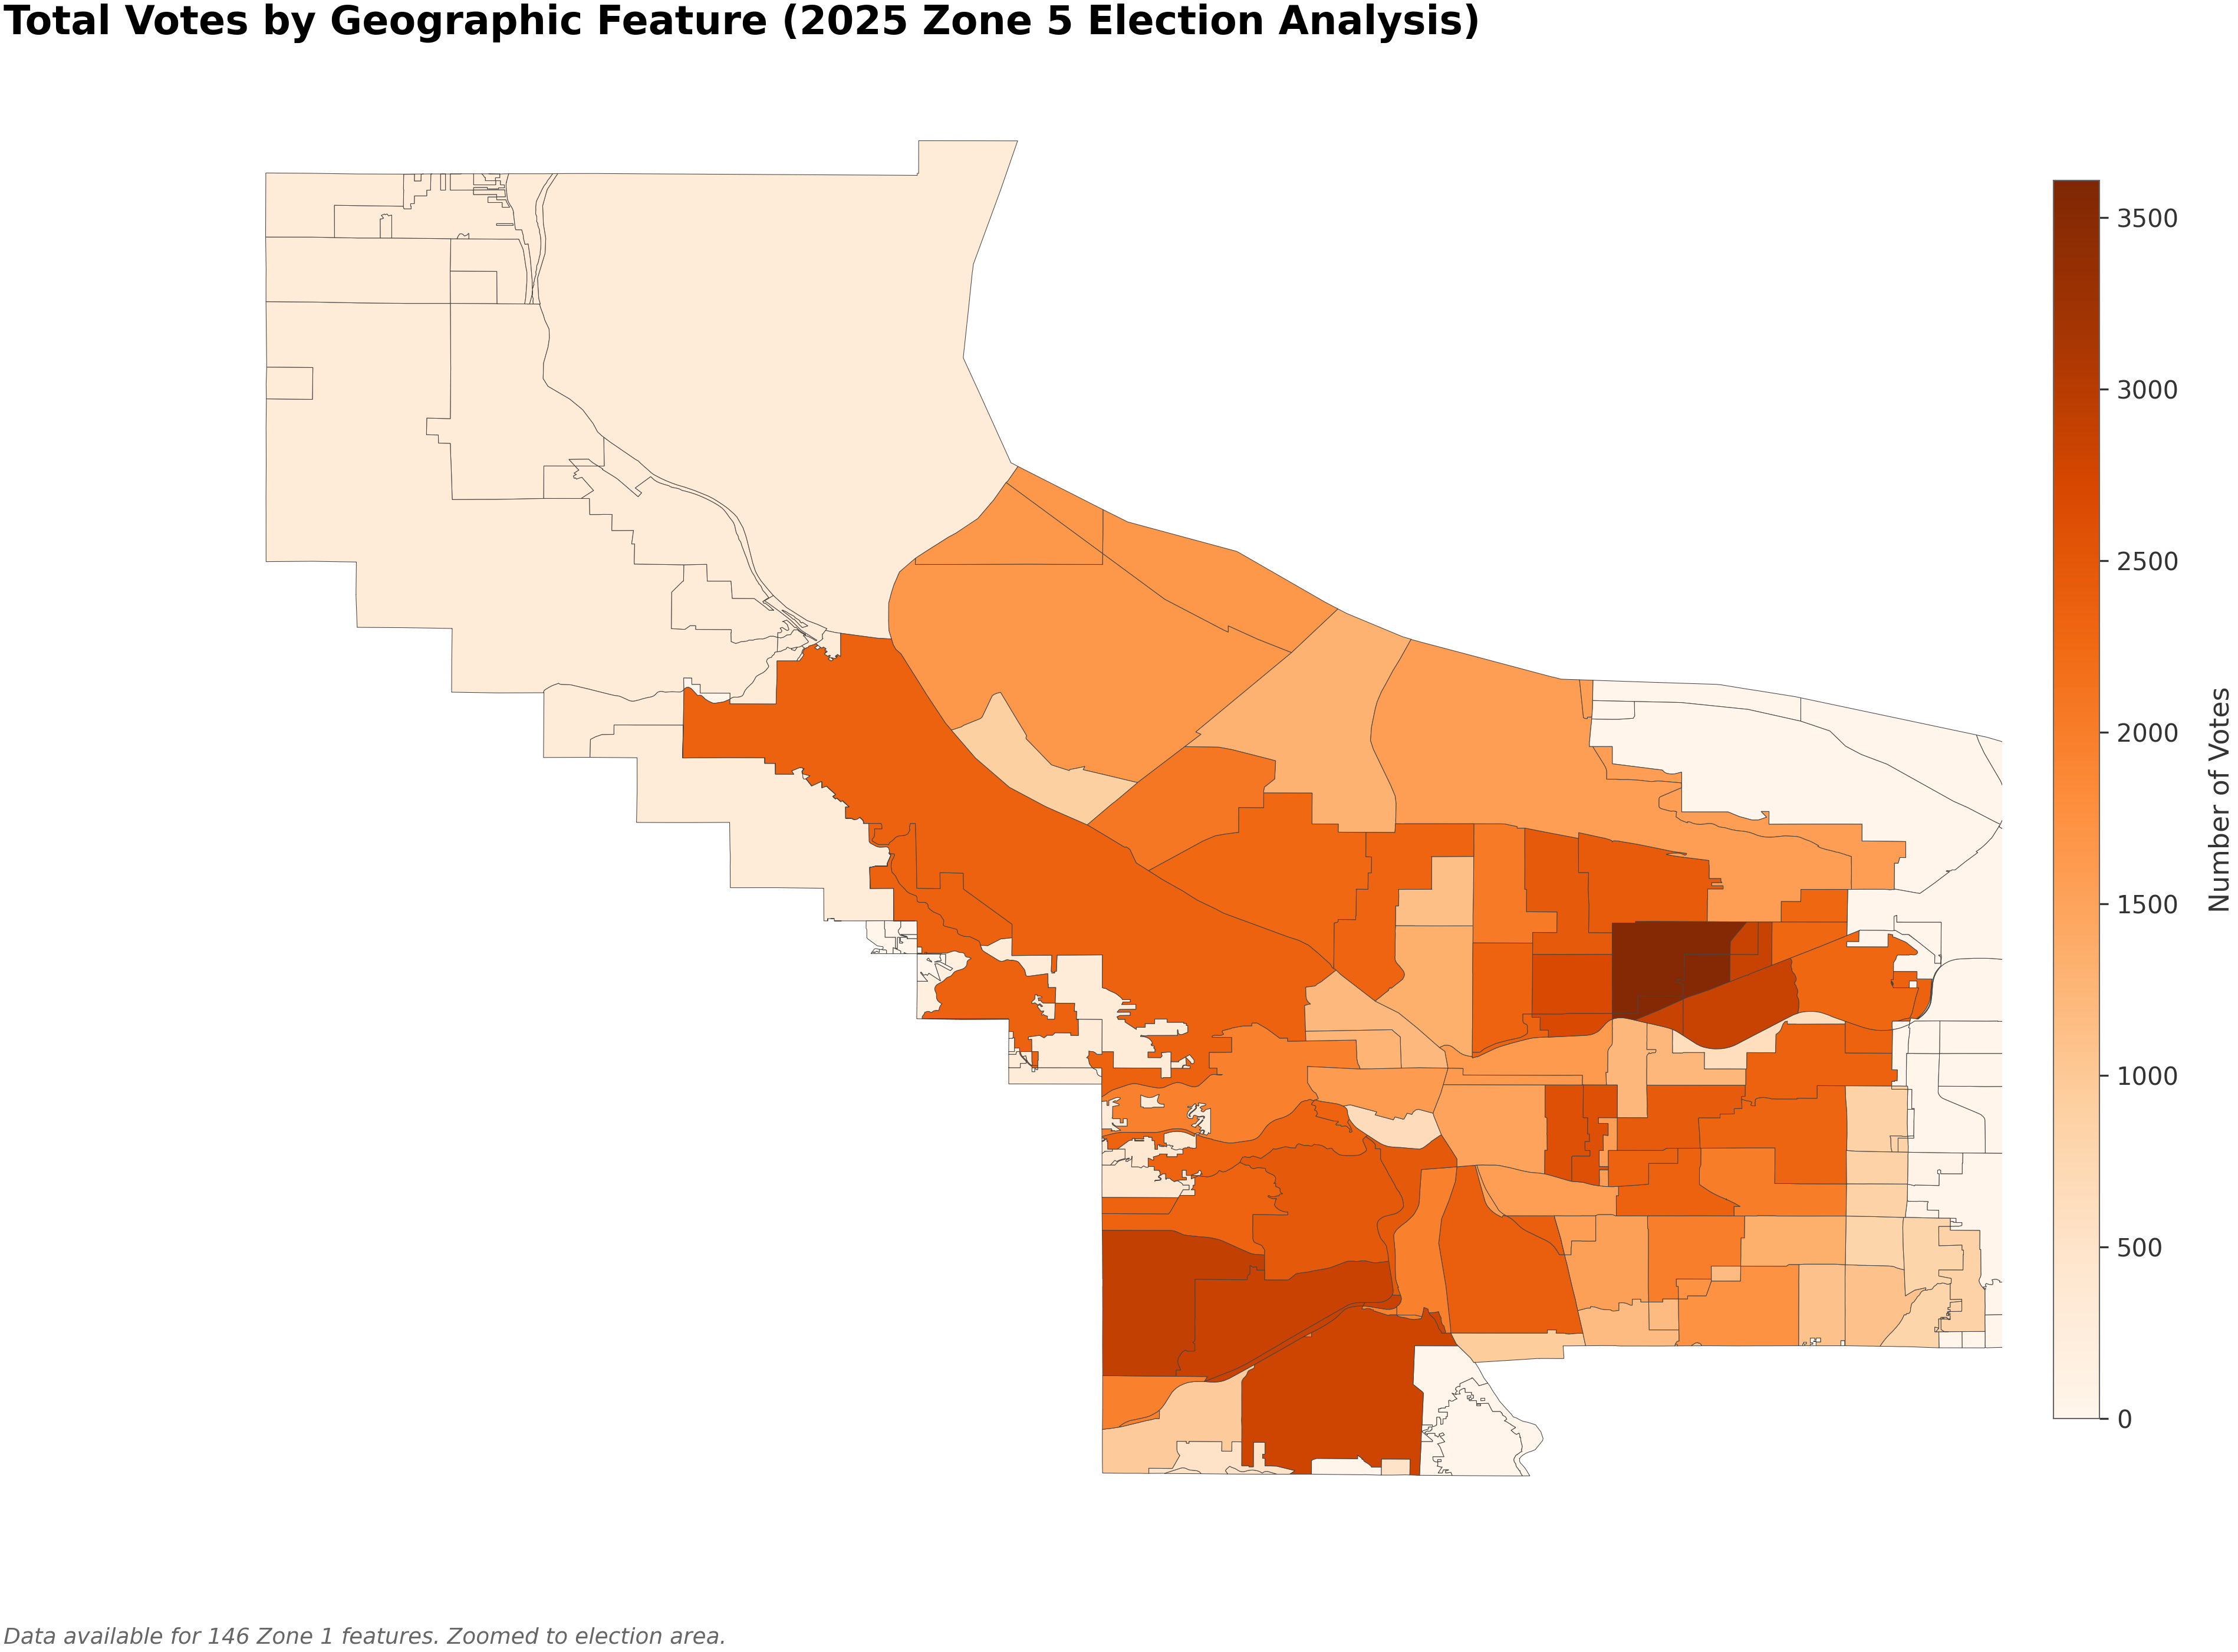 Total Votes by Geographic Feature (2025 Zone 5 Election Analysis)
3500
3000
2500
2000
1500
1000
500
0
Number of Votes
Data available for 146 Zone 1 features. Zoomed to election area.